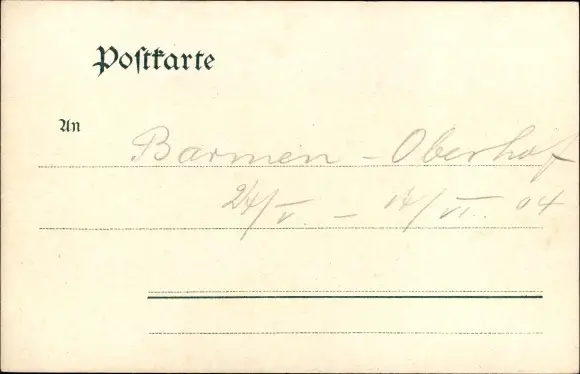 Postkarte
An
Barmen - Oberhof
24/V. - 14/VI. 04